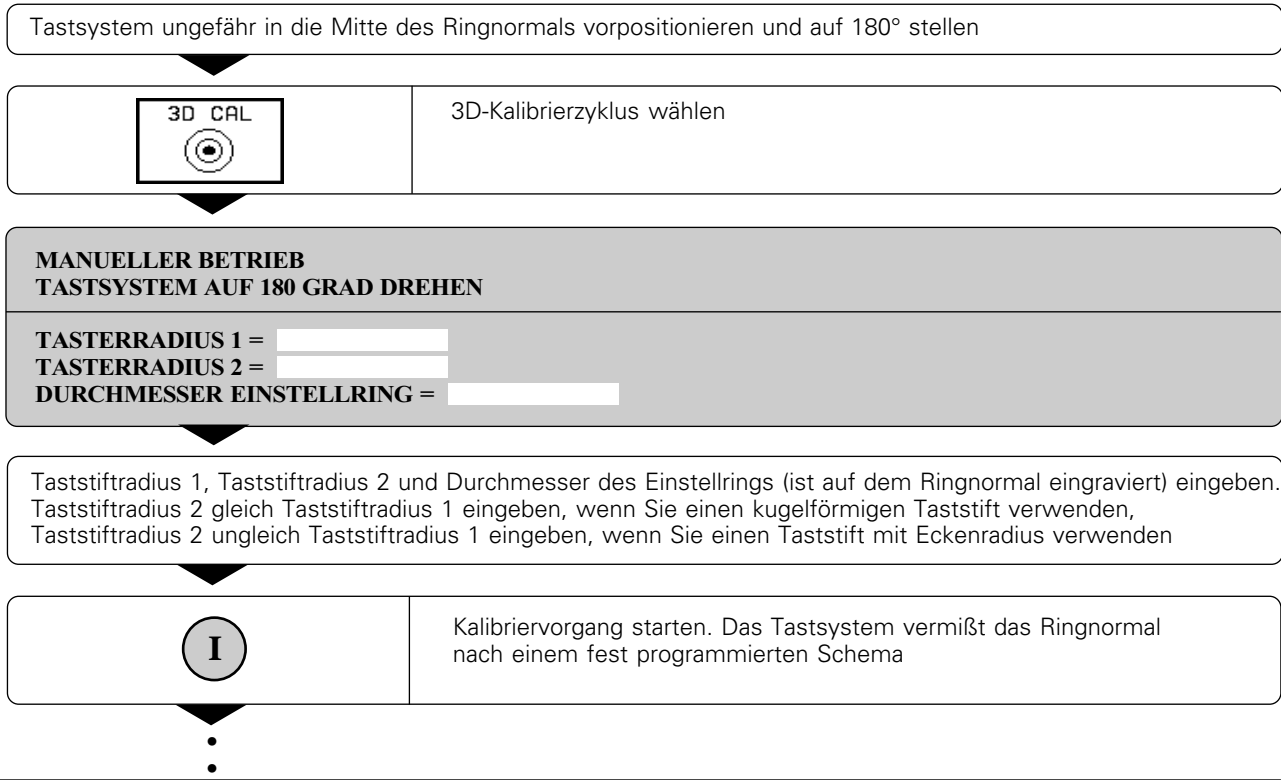 Tastsystem ungefähr in die Mitte des Ringnormals vorpositionieren und auf 180° stellen
3D CAL
3D-Kalibrierzyklus wählen
MANUELLER BETRIEB
TASTSYSTEM AUF 180 GRAD DREHEN
TASTERRADIUS 1 =
TASTERRADIUS 2 =
DURCHMESSER EINSTELLRING =
Taststiftradius 1, Taststiftradius 2 und Durchmesser des Einstellrings (ist auf dem Ringnormal eingraviert) eingeben.
Taststiftradius 2 gleich Taststiftradius 1 eingeben, wenn Sie einen kugelförmigen Taststift verwenden,
Taststiftradius 2 ungleich Taststiftradius 1 eingeben, wenn Sie einen Taststift mit Eckenradius verwenden
I
Kalibriervorgang starten. Das Tastsystem vermißt das Ringnormal
nach einem fest programmierten Schema